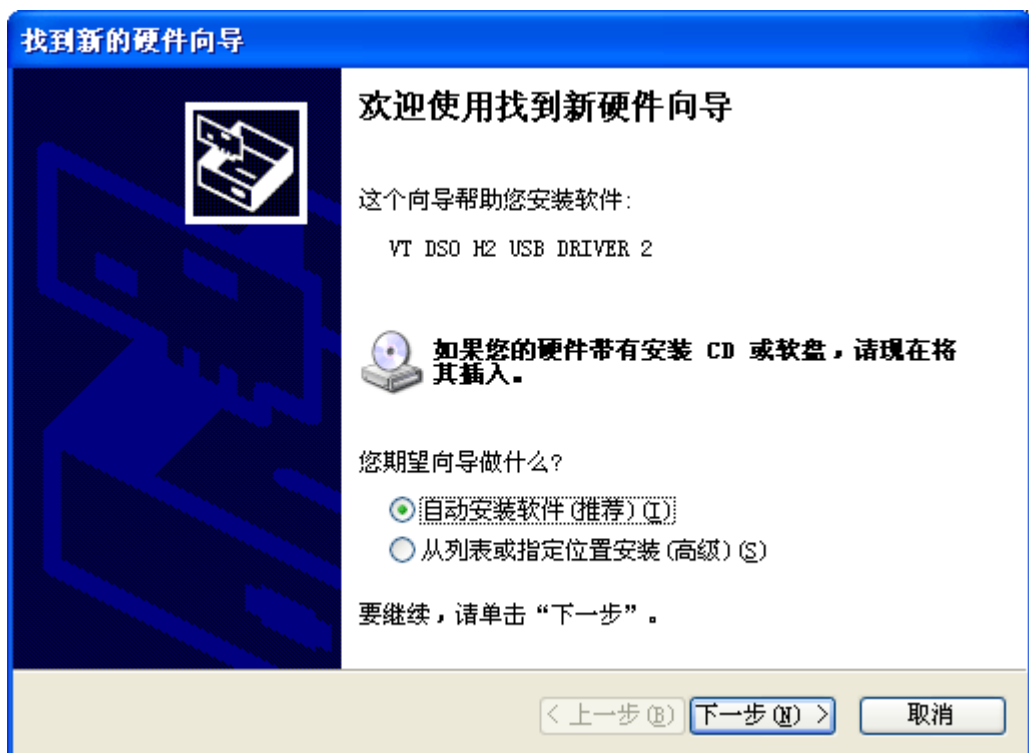 找到新的硬件向导
欢迎使用找到新硬件向导
这个向导帮助您安装软件:
VT DSO H2 USB DRIVER 2
如果您的硬件带有安装 CD 或软盘，请现在将
其插入。
您期望向导做什么?
自动安装软件(推荐)(I)
从列表或指定位置安装(高级)(S)
要继续，请单击“下一步”。
< 上一步(B) 下一步(N) > 取消